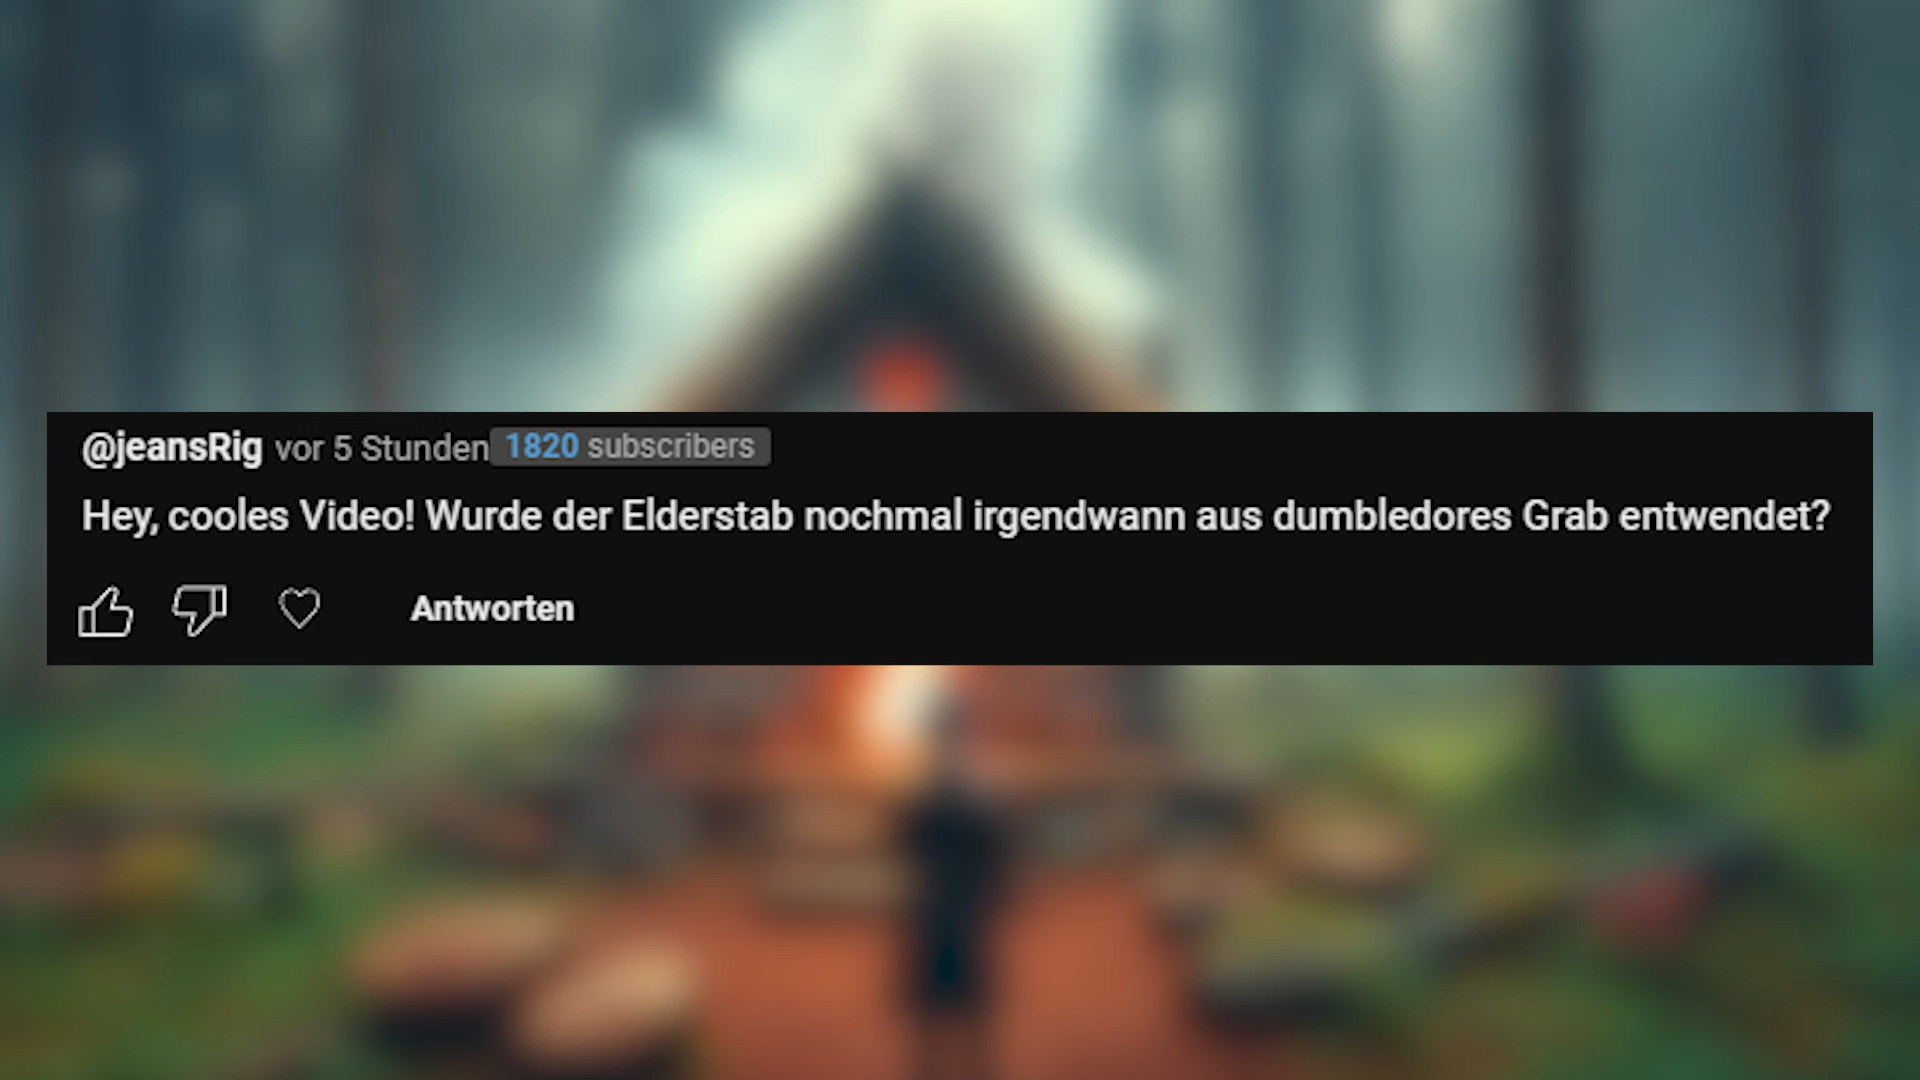 @jeansRig vor 5 Stunden 1820 subscribers
Hey, cooles Video! Wurde der Elderstab nochmal irgendwann aus dumbledores Grab entwendet?
Antworten